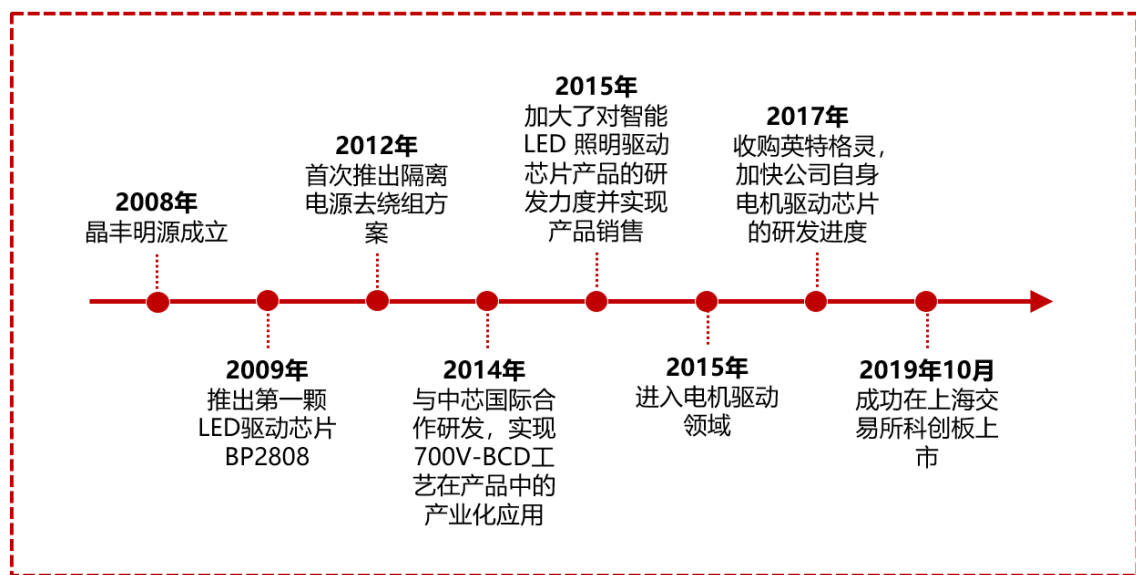 2008年
晶丰明源成立
2009年
推出第一颗
LED驱动芯片
BP2808
2012年
首次推出隔离
电源去绕组方
案
2014年
与中芯国际合
作研发，实现
700V-BCD工
艺在产品中的
产业化应用
2015年
加大了对智能
LED 照明驱动
芯片产品的研
发力度并实现
产品销售
2015年
进入电机驱动
领域
2017年
收购英特格灵，
加快公司自身
电机驱动芯片
的研发进度
2019年10月
成功在上海交
易所科创板上
市